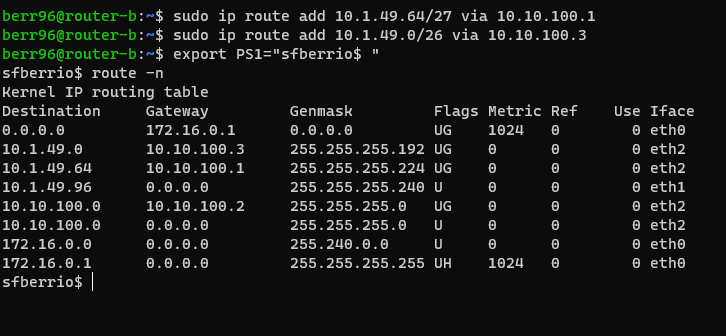 berr96@router-b:~$ sudo ip route add 10.1.49.64/27 via 10.10.100.1
berr96@router-b:~$ sudo ip route add 10.1.49.0/26 via 10.10.100.3
berr96@router-b:~$ export PS1="sfberrio$ "
sfberrio$ route -n
Kernel IP routing table
Destination     Gateway         Genmask         Flags Metric Ref    Use Iface
0.0.0.0         172.16.0.1      0.0.0.0         UG    1024   0        0 eth0
10.1.49.0       10.10.100.3     255.255.255.192 UG    0      0        0 eth2
10.1.49.64      10.10.100.1     255.255.255.224 UG    0      0        0 eth2
10.1.49.96      0.0.0.0         255.255.255.240 U     0      0        0 eth1
10.10.100.0     10.10.100.2     255.255.255.0   UG    0      0        0 eth2
10.10.100.0     0.0.0.0         255.255.255.0   U     0      0        0 eth2
172.16.0.0      0.0.0.0         255.240.0.0     U     0      0        0 eth0
172.16.0.1      0.0.0.0         255.255.255.255 UH    1024   0        0 eth0
sfberrio$